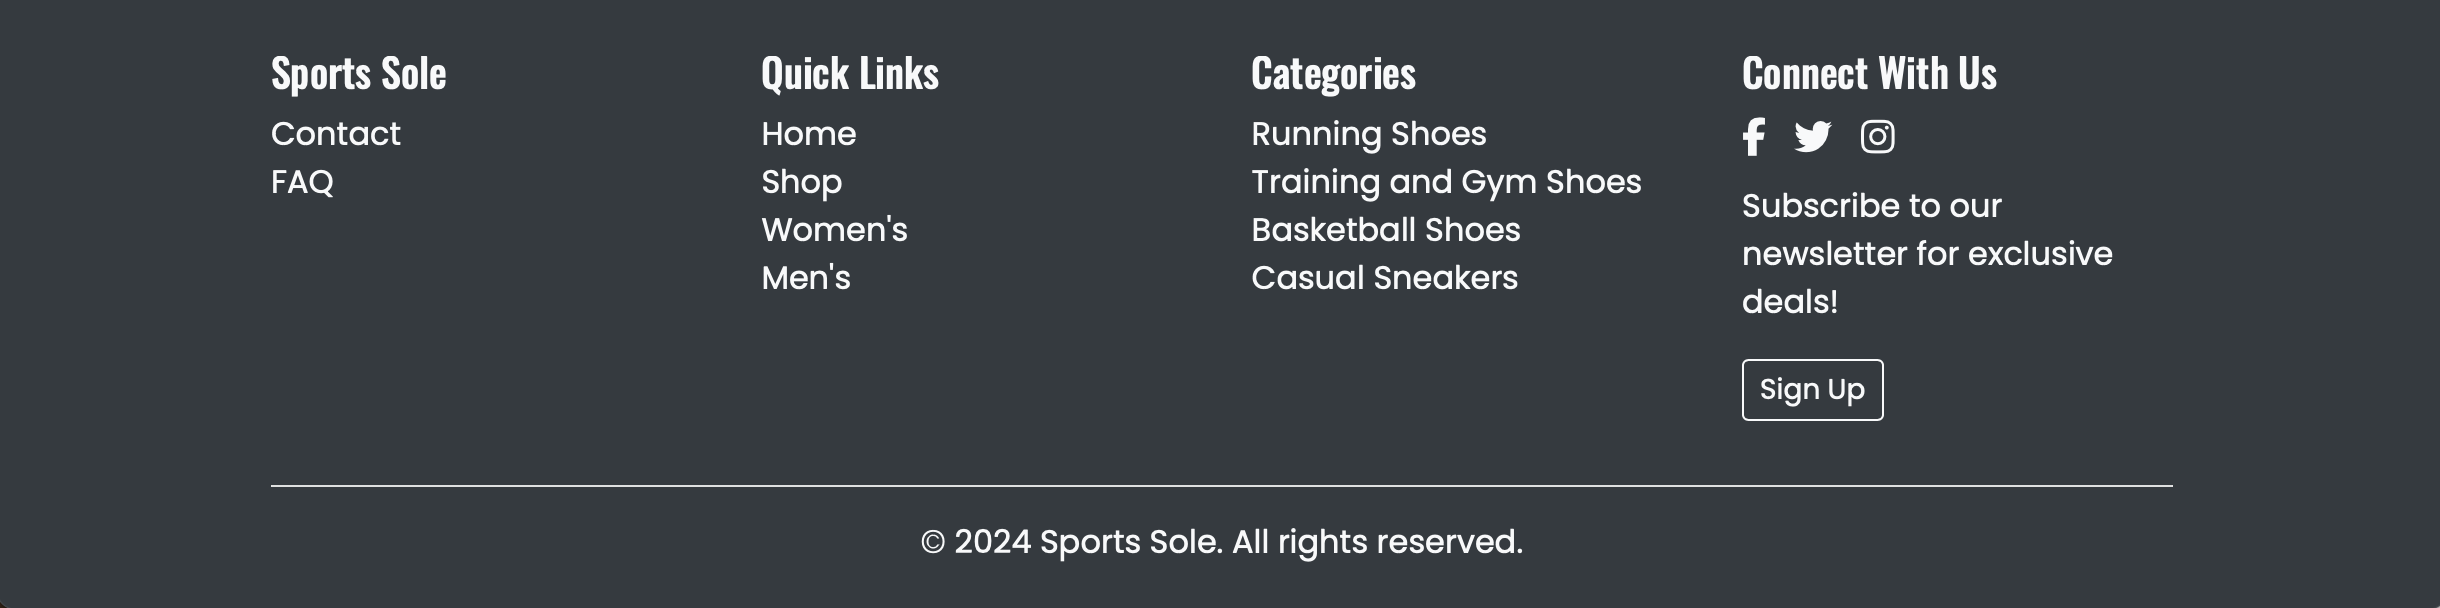 Sports Sole
Contact
FAQ
Quick Links
Home
Shop
Women's
Men's
Categories
Running Shoes
Training and Gym Shoes
Basketball Shoes
Casual Sneakers
Connect With Us
Subscribe to our
newsletter for exclusive
deals!
Sign Up
© 2024 Sports Sole. All rights reserved.